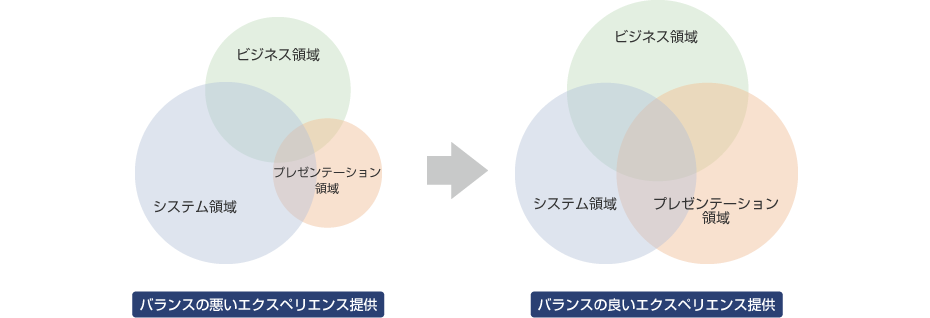 ビジネス領域
プレゼンテーション
領域
システム領域
バランスの悪いエクスペリエンス提供
ビジネス領域
システム領域
プレゼンテーション
領域
バランスの良いエクスペリエンス提供